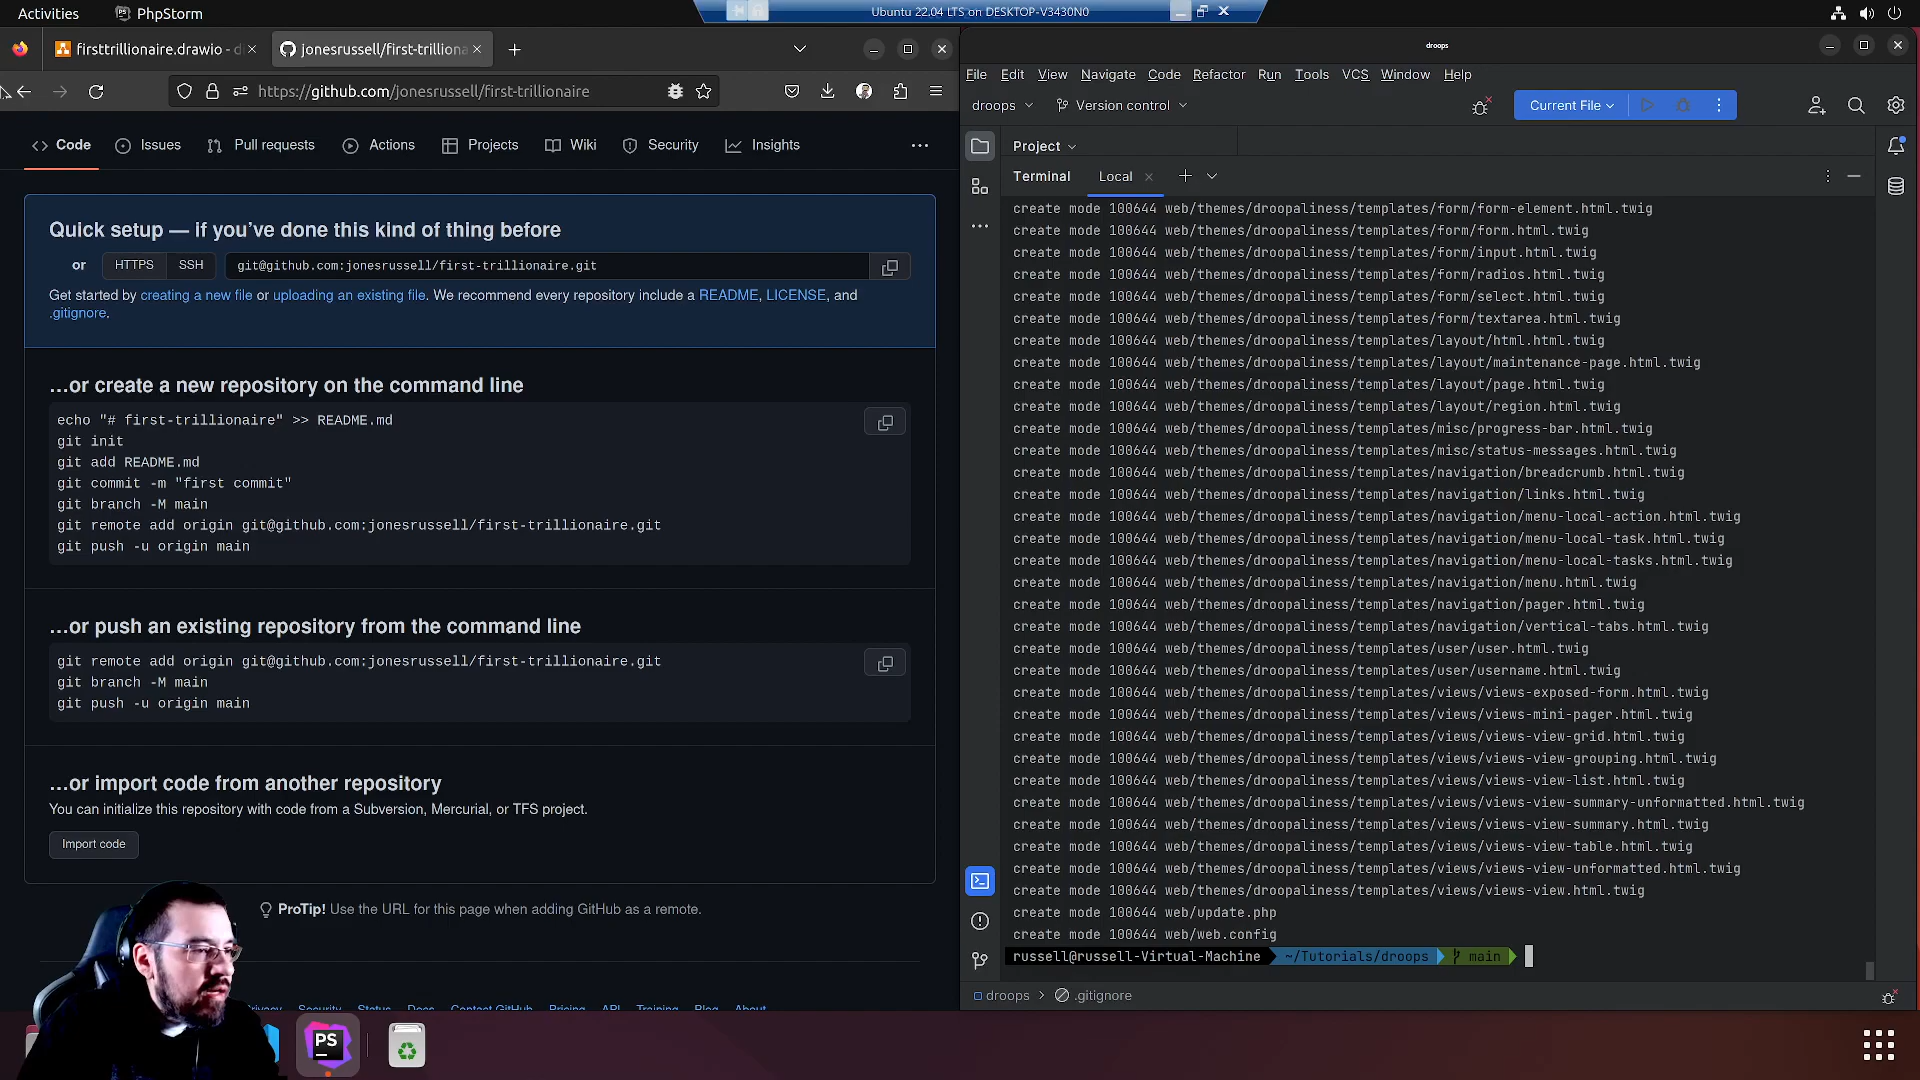 Activities
PhpStorm
Ubuntu 22.04 LTS on DESKTOP-V3430N0
firsttrillionaire.drawio - d
jonesrussell/first-trilliona
https://github.com/jonesrussell/first-trillionaire
Code
Issues
Pull requests
Actions
Projects
Wiki
Security
Insights
Quick setup — if you've done this kind of thing before
or
HTTPS
SSH
git@github.com:jonesrussell/first-trillionaire.git
Get started by creating a new file or uploading an existing file. We recommend every repository include a README, LICENSE, and
.gitignore.
…or create a new repository on the command line
echo "# first-trillionaire" >> README.md
git init
git add README.md
git commit -m "first commit"
git branch -M main
git remote add origin git@github.com:jonesrussell/first-trillionaire.git
git push -u origin main
…or push an existing repository from the command line
git remote add origin git@github.com:jonesrussell/first-trillionaire.git
git branch -M main
git push -u origin main
…or import code from another repository
You can initialize this repository with code from a Subversion, Mercurial, or TFS project.
Import code
ProTip! Use the URL for this page when adding GitHub as a remote.
Security
Status
Docs
Contact GitHub
Pricing
API
Training
Blog
About
PS
droops
File
Edit
View
Navigate
Code
Refactor
Run
Tools
VCS
Window
Help
droops
Version control
Current File
Project
Terminal
Local
create mode 100644 web/themes/droopaliness/templates/form/form-element.html.twig
create mode 100644 web/themes/droopaliness/templates/form/form.html.twig
create mode 100644 web/themes/droopaliness/templates/form/input.html.twig
create mode 100644 web/themes/droopaliness/templates/form/radios.html.twig
create mode 100644 web/themes/droopaliness/templates/form/select.html.twig
create mode 100644 web/themes/droopaliness/templates/form/textarea.html.twig
create mode 100644 web/themes/droopaliness/templates/layout/html.html.twig
create mode 100644 web/themes/droopaliness/templates/layout/maintenance-page.html.twig
create mode 100644 web/themes/droopaliness/templates/layout/page.html.twig
create mode 100644 web/themes/droopaliness/templates/layout/region.html.twig
create mode 100644 web/themes/droopaliness/templates/misc/progress-bar.html.twig
create mode 100644 web/themes/droopaliness/templates/misc/status-messages.html.twig
create mode 100644 web/themes/droopaliness/templates/navigation/breadcrumb.html.twig
create mode 100644 web/themes/droopaliness/templates/navigation/links.html.twig
create mode 100644 web/themes/droopaliness/templates/navigation/menu-local-action.html.twig
create mode 100644 web/themes/droopaliness/templates/navigation/menu-local-task.html.twig
create mode 100644 web/themes/droopaliness/templates/navigation/menu-local-tasks.html.twig
create mode 100644 web/themes/droopaliness/templates/navigation/menu.html.twig
create mode 100644 web/themes/droopaliness/templates/navigation/pager.html.twig
create mode 100644 web/themes/droopaliness/templates/navigation/vertical-tabs.html.twig
create mode 100644 web/themes/droopaliness/templates/user/user.html.twig
create mode 100644 web/themes/droopaliness/templates/user/username.html.twig
create mode 100644 web/themes/droopaliness/templates/views/views-exposed-form.html.twig
create mode 100644 web/themes/droopaliness/templates/views/views-mini-pager.html.twig
create mode 100644 web/themes/droopaliness/templates/views/views-view-grid.html.twig
create mode 100644 web/themes/droopaliness/templates/views/views-view-grouping.html.twig
create mode 100644 web/themes/droopaliness/templates/views/views-view-list.html.twig
create mode 100644 web/themes/droopaliness/templates/views/views-view-summary-unformatted.html.twig
create mode 100644 web/themes/droopaliness/templates/views/views-view-summary.html.twig
create mode 100644 web/themes/droopaliness/templates/views/views-view-table.html.twig
create mode 100644 web/themes/droopaliness/templates/views/views-view-unformatted.html.twig
create mode 100644 web/themes/droopaliness/templates/views/views-view.html.twig
create mode 100644 web/update.php
create mode 100644 web/web.config
russell@russell-Virtual-Machine ~/Tutorials/droops main
droops > .gitignore